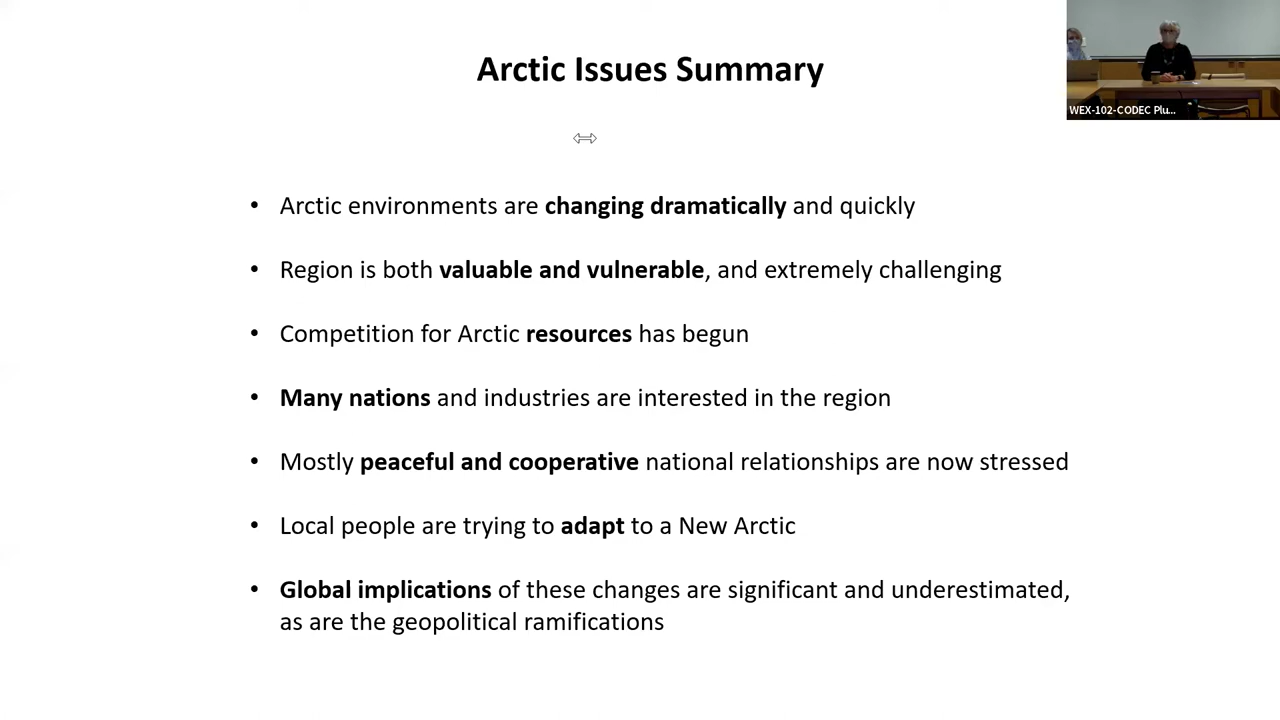 Arctic Issues Summary
WEX-102-CODEC Plu...
• Arctic environments are changing dramatically and quickly
• Region is both valuable and vulnerable, and extremely challenging
• Competition for Arctic resources has begun
• Many nations and industries are interested in the region
• Mostly peaceful and cooperative national relationships are now stressed
• Local people are trying to adapt to a New Arctic
• Global implications of these changes are significant and underestimated,
as are the geopolitical ramifications